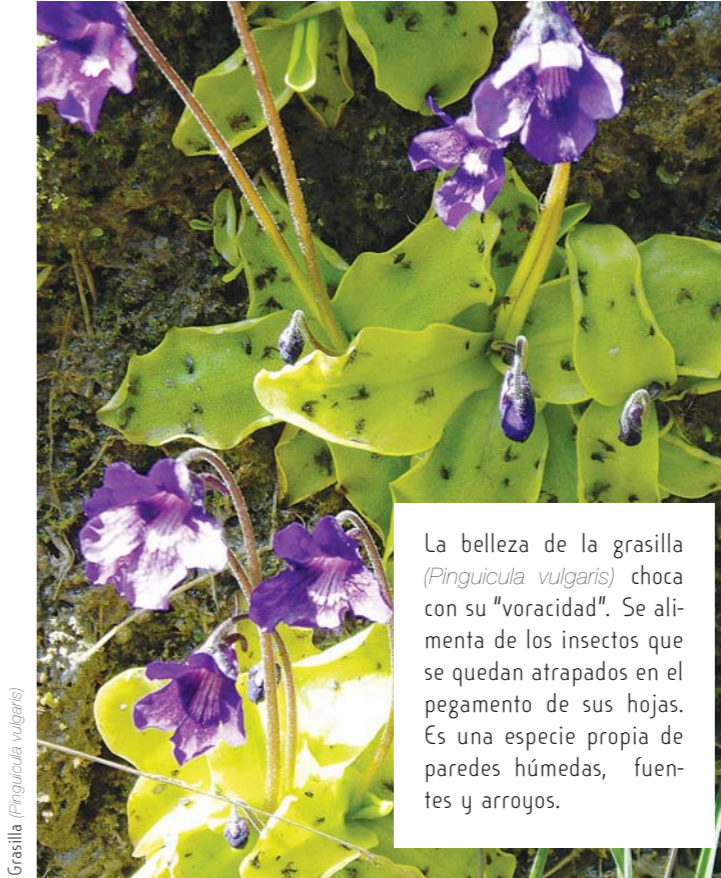 La belleza de la grasilla
(Pinguicula vulgaris) choca
con su "voracidad". Se ali-
menta de los insectos que
se quedan atrapados en el
pegamento de sus hojas.
Es una especie propia de
paredes húmedas, fuen-
tes y arroyos.
Grasilla (Pinguicula vulgaris)